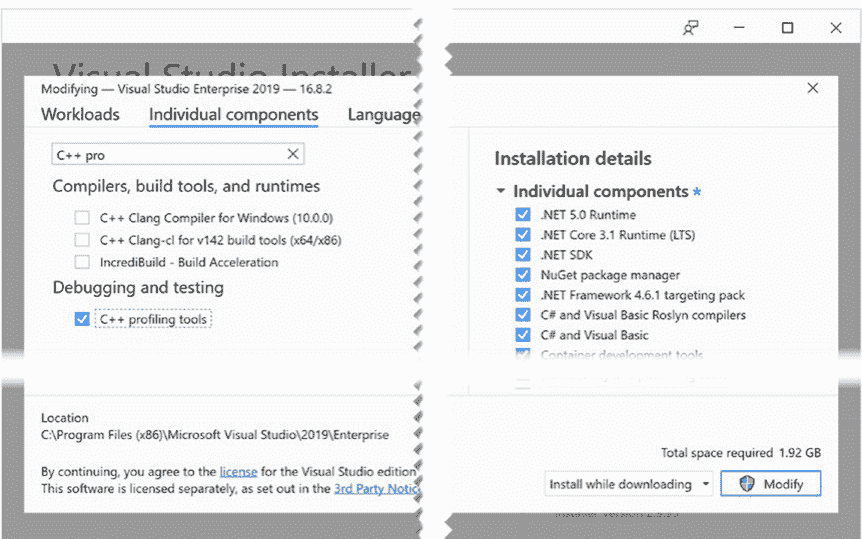 Visual Studio Installer
Modifying — Visual Studio Enterprise 2019 — 16.8.2
Workloads
Individual components
Language
C++ pro
Compilers, build tools, and runtimes
C++ Clang Compiler for Windows (10.0.0)
C++ Clang-cl for v142 build tools (x64/x86)
IncrediBuild - Build Acceleration
Debugging and testing
C++ profiling tools
Installation details
Individual components *
.NET 5.0 Runtime
.NET Core 3.1 Runtime (LTS)
.NET SDK
NuGet package manager
.NET Framework 4.6.1 targeting pack
C# and Visual Basic Roslyn compilers
C# and Visual Basic
Container development tools
Location
C:\Program Files (x86)\Microsoft Visual Studio\2019\Enterprise
By continuing, you agree to the license for the Visual Studio edition
This software is licensed separately, as set out in the 3rd Party Notic
Total space required 1.92 GB
Install while downloading
Modify